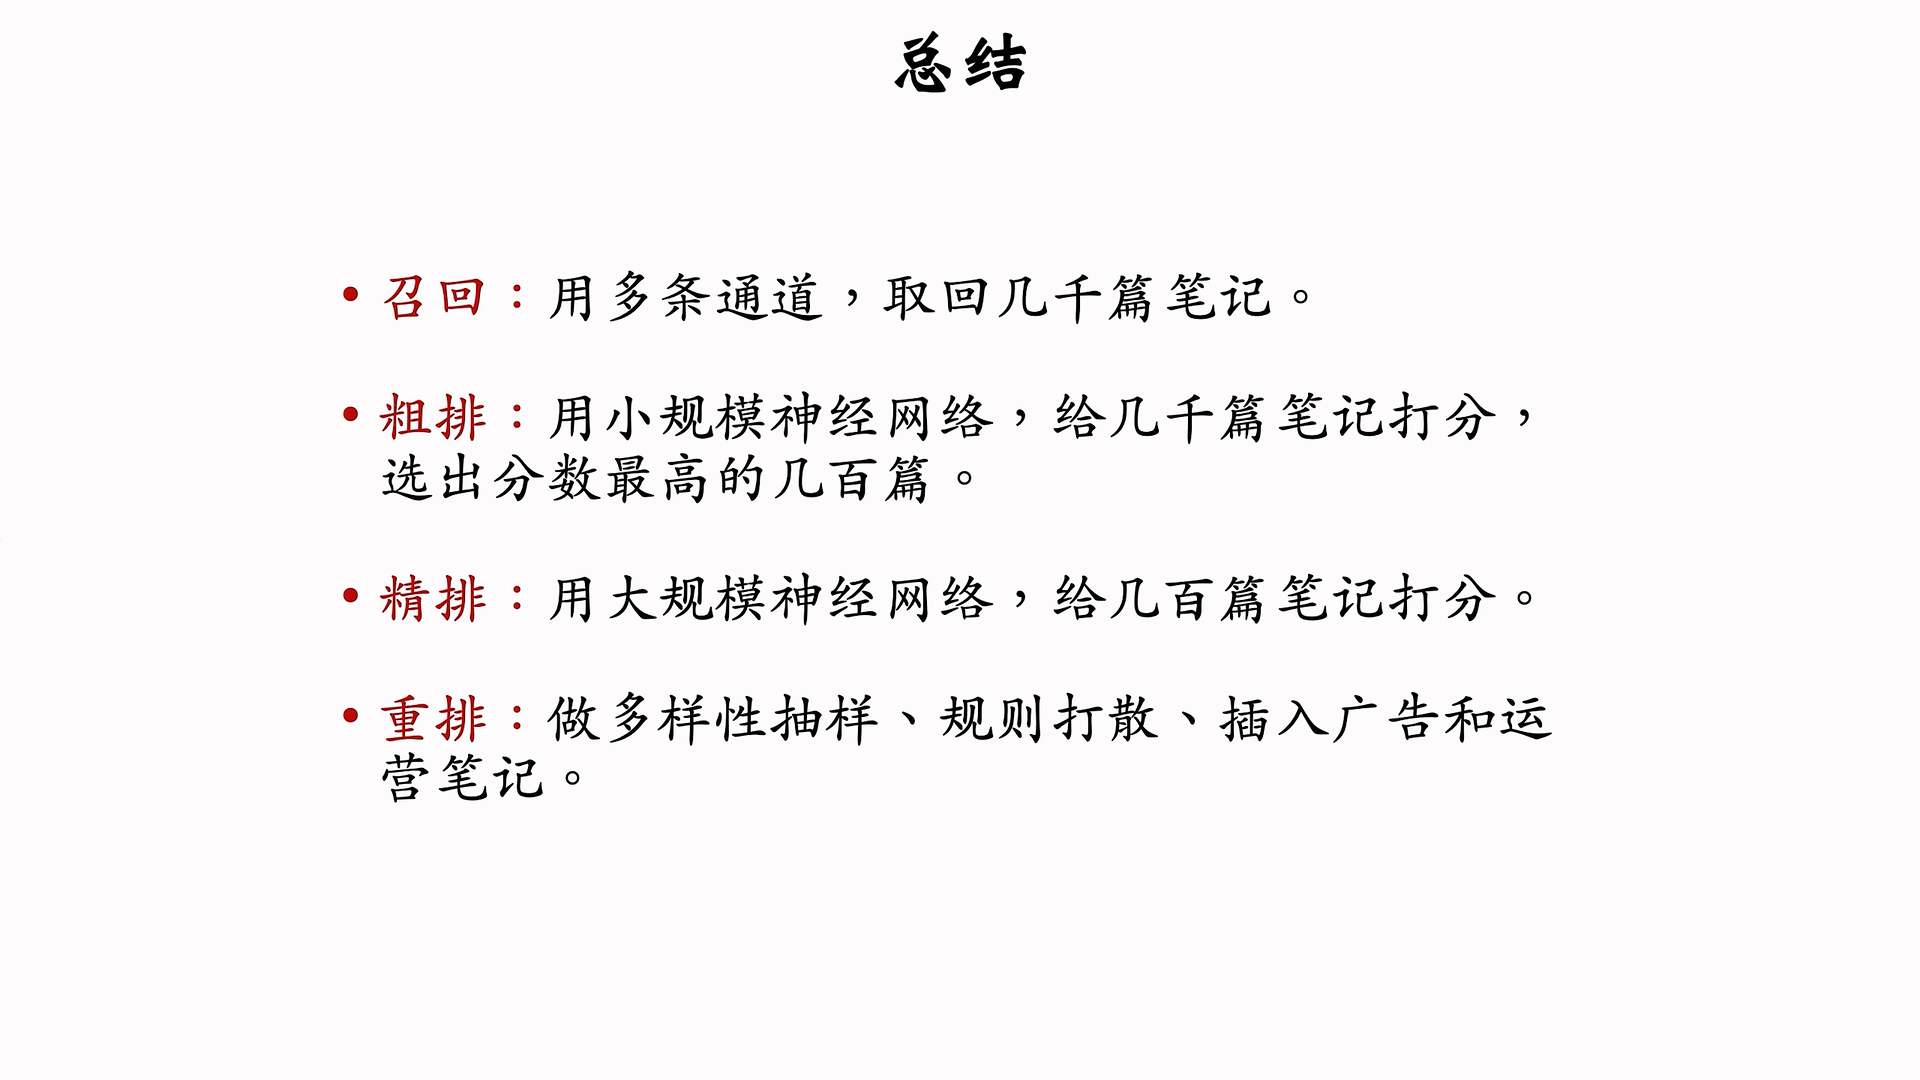 总结
• 召回：用多条通道，取回几千篇笔记。
• 粗排：用小规模神经网络，给几千篇笔记打分，
选出分数最高的几百篇。
• 精排：用大规模神经网络，给几百篇笔记打分。
• 重排：做多样性抽样、规则打散、插入广告和运
营笔记。